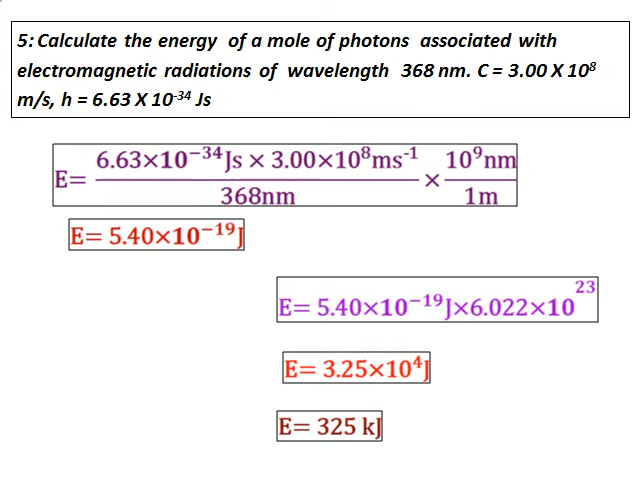 5: Calculate the energy of a mole of photons associated with
electromagnetic radiations of wavelength 368 nm. C = 3.00 X 10⁸
m/s, h = 6.63 X 10⁻³⁴ Js
E= 6.63×10⁻³⁴Js × 3.00×10⁸ms⁻¹ / 368nm × 10⁹nm / 1m
E= 5.40×10⁻¹⁹J
E= 5.40×10⁻¹⁹J×6.022×10²³
E= 3.25×10⁴J
E= 325 kJ